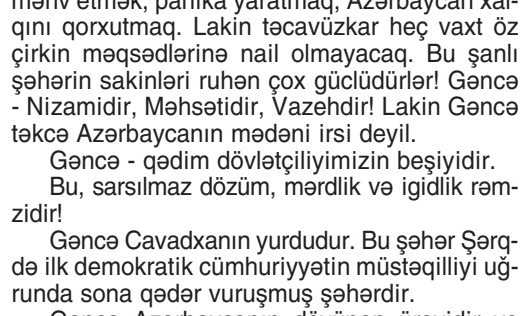 məhv etmək, panika yaratmaq, Azərbaycan xal-
qını qorxutmaq. Lakin təcavüzkar heç vaxt öz
çirkin məqsədlərinə nail olmayacaq. Bu şanlı
şəhərin sakinləri ruhən çox güclüdürlər! Gəncə
- Nizamidir, Məhsətidir, Vazehdir! Lakin Gəncə
təkcə Azərbaycanın mədəni irsi deyil.
Gəncə - qədim dövlətçiliyimizin beşiyidir.
Bu, sarsılmaz dözüm, mərdlik və igidlik rəm-
zidir!
Gəncə Cavadxanın yurdudur. Bu şəhər Şərq-
də ilk demokratik cümhuriyyətin müstəqilliyi uğ-
runda sona qədər vuruşmuş şəhərdir.